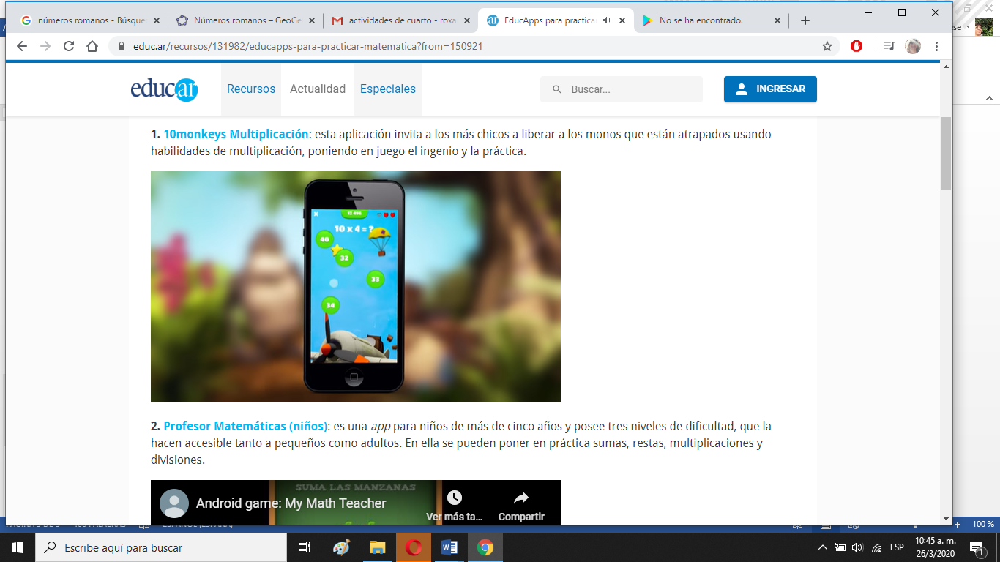 números romanos - Búsque
Números romanos – GeoGe
actividades de cuarto - roxa
EducApps para practica
No se ha encontrado.
se
educ.ar/recursos/131982/educapps-para-practicar-matematica?from=150921
educar
Recursos
Actualidad
Especiales
Buscar...
INGRESAR
1. 10monkeys Multiplicación: esta aplicación invita a los más chicos a liberar a los monos que están atrapados usando
habilidades de multiplicación, poniendo en juego el ingenio y la práctica.
10 x 4 = ?
40
32
33
34
2. Profesor Matemáticas (niños): es una app para niños de más de cinco años y posee tres niveles de dificultad, que la
hacen accesible tanto a pequeños como adultos. En ella se pueden poner en práctica sumas, restas, multiplicaciones y
divisiones.
SUMA LAS MANZANAS
Android game: My Math Teacher
Ver más ta...
Compartir
100 %
Escribe aquí para buscar
ESP
10:45 a. m.
26/3/2020
1